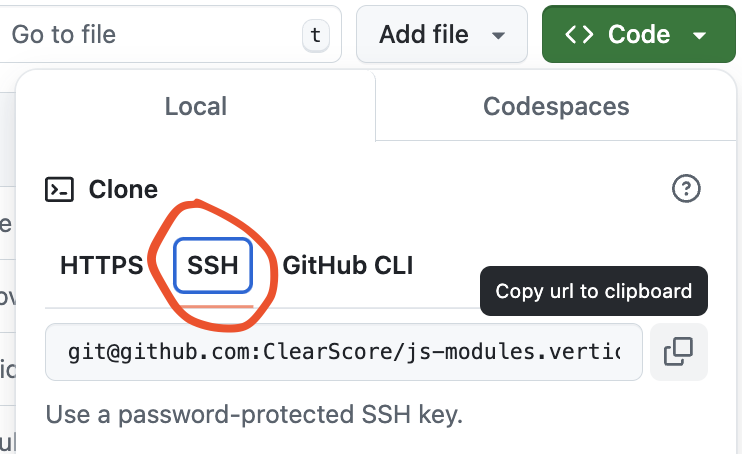 Go to file t Add file Code
Local Codespaces
Clone
HTTPS SSH GitHub CLI
Copy url to clipboard
git@github.com:ClearScore/js-modules.vertic
Use a password-protected SSH key.